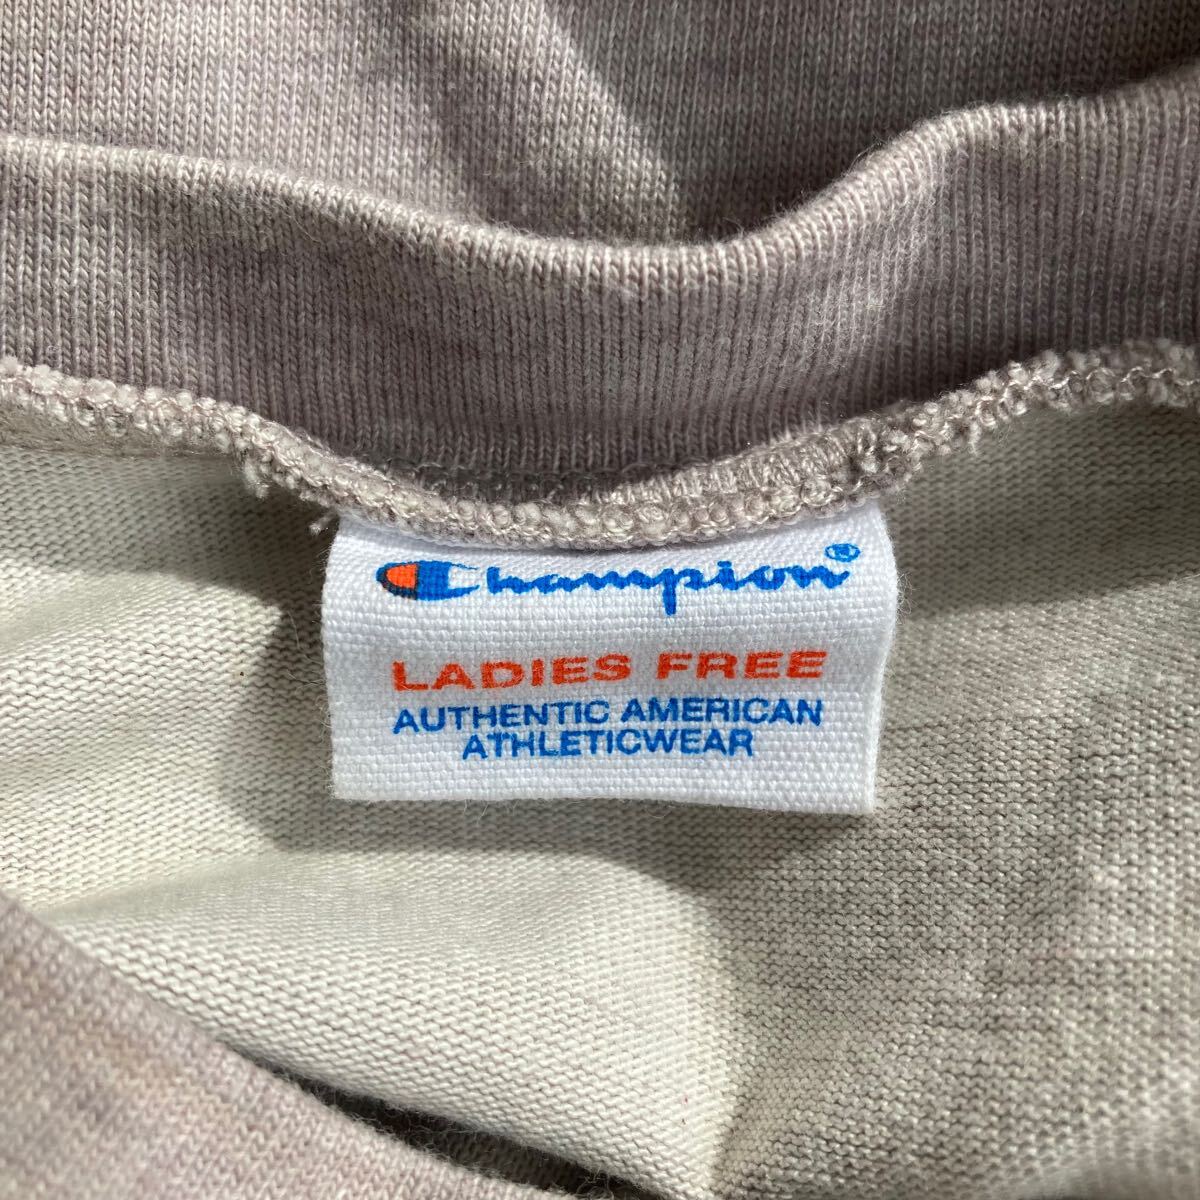 Champion®
LADIES FREE
AUTHENTIC AMERICAN
ATHLETICWEAR